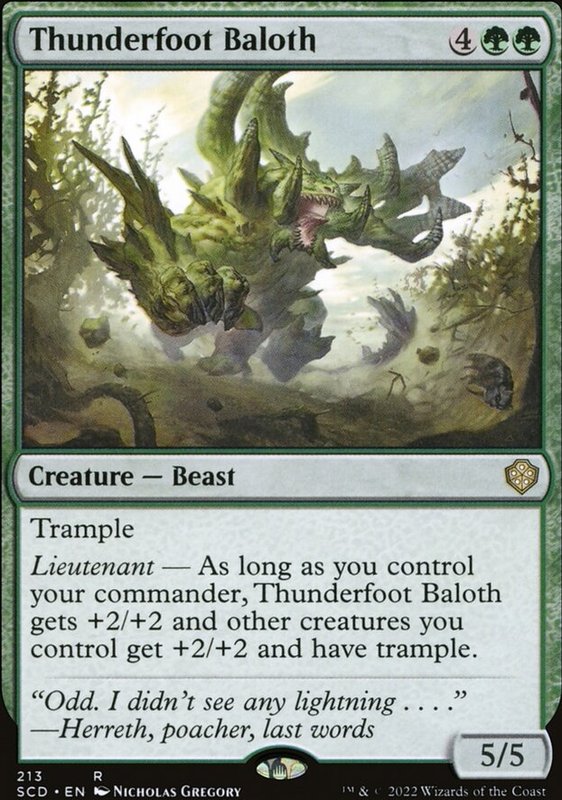 Thunderfoot Baloth 4
Creature — Beast
Trample
Lieutenant — As long as you control
your commander, Thunderfoot Baloth
gets +2/+2 and other creatures you
control get +2/+2 and have trample.
“Odd. I didn’t see any lightning . . . .”
—Herreth, poacher, last words
5/5
213 R
SCD • EN Nicholas Gregory
™ & © 2022 Wizards of the Coast